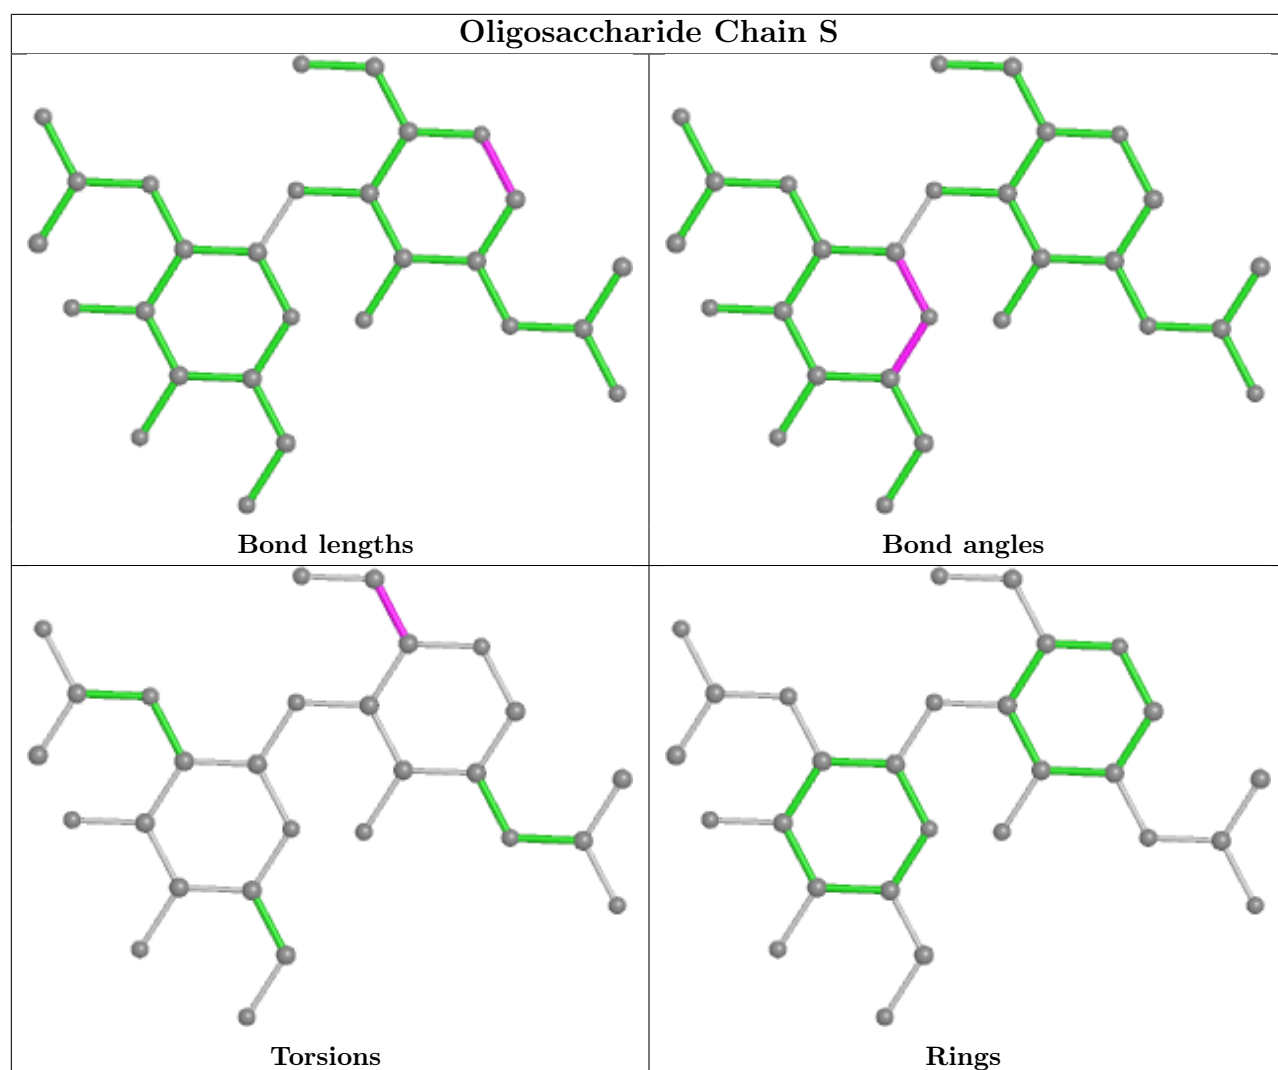 Oligosaccharide Chain S
Bond lengths
Bond angles
Torsions
Rings